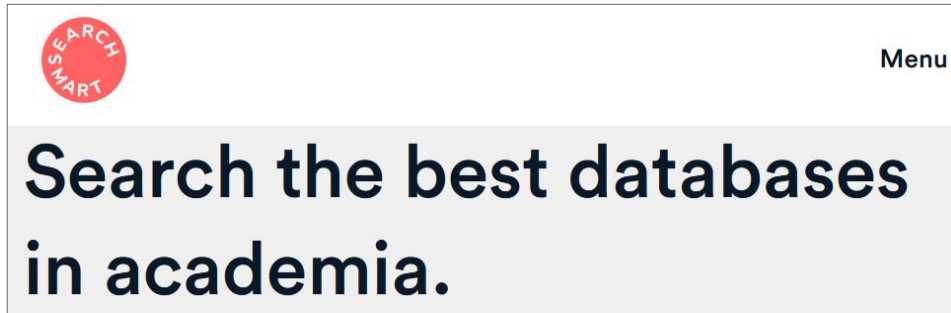 SEARCH SMART
Menu
Search the best databases
in academia.